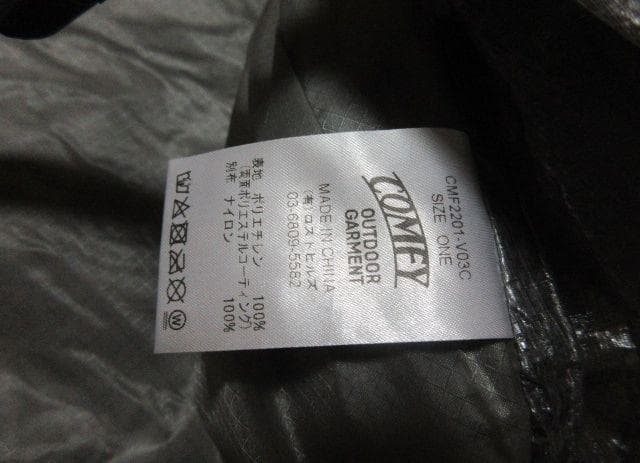 CMF2201-V03C
SIZE ONE
COMFY
OUTDOOR
GARMENT
MADE IN CHINA
(有)ロストヒルズ
03-6809-5582
表地 ポリエチレン 100%
(裏面ポリエステルコーティング)
別布 ナイロン 100%
W